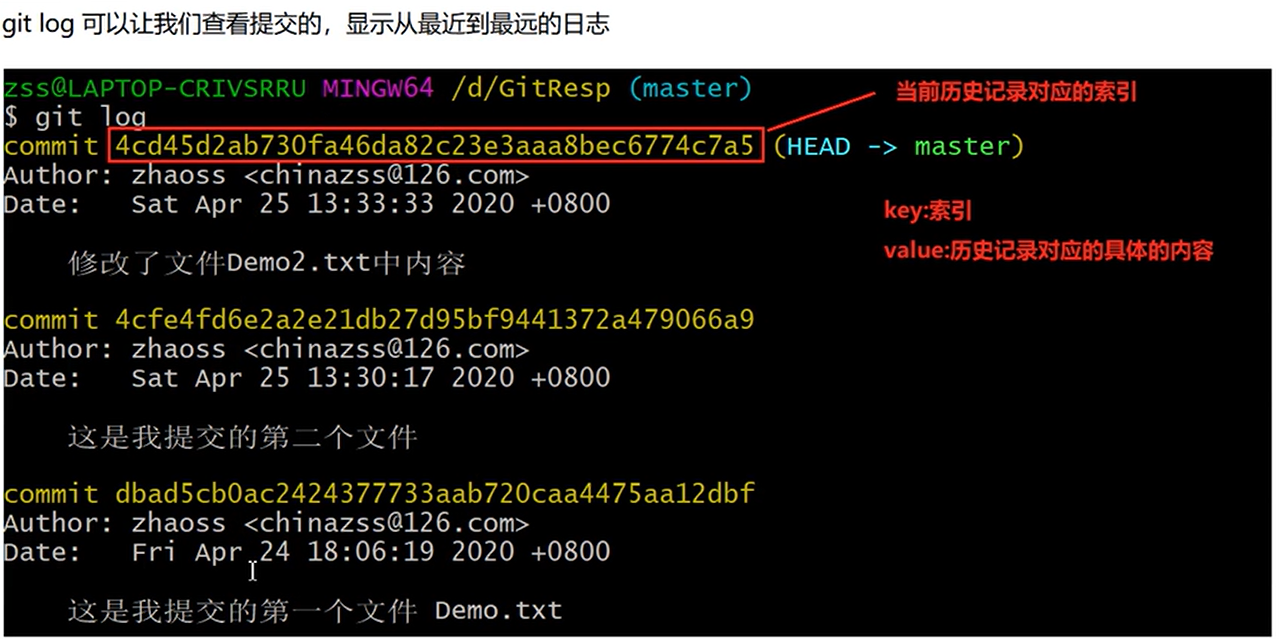 git log 可以让我们查看提交的，显示从最近到最远的日志
zss@LAPTOP-CRIVSRRU MINGW64 /d/GitResp (master)
当前历史记录对应的索引
$ git log
commit 4cd45d2ab730fa46da82c23e3aaa8bec6774c7a5 (HEAD -> master)
Author: zhaoss <chinazss@126.com>
Date:   Sat Apr 25 13:33:33 2020 +0800
key:索引
value:历史记录对应的具体的内容
修改了文件Demo2.txt中内容
commit 4cfe4fd6e2a2e21db27d95bf9441372a479066a9
Author: zhaoss <chinazss@126.com>
Date:   Sat Apr 25 13:30:17 2020 +0800
这是我提交的第二个文件
commit dbad5cb0ac2424377733aab720caa4475aa12dbf
Author: zhaoss <chinazss@126.com>
Date:   Fri Apr 24 18:06:19 2020 +0800
这是我提交的第一个文件 Demo.txt